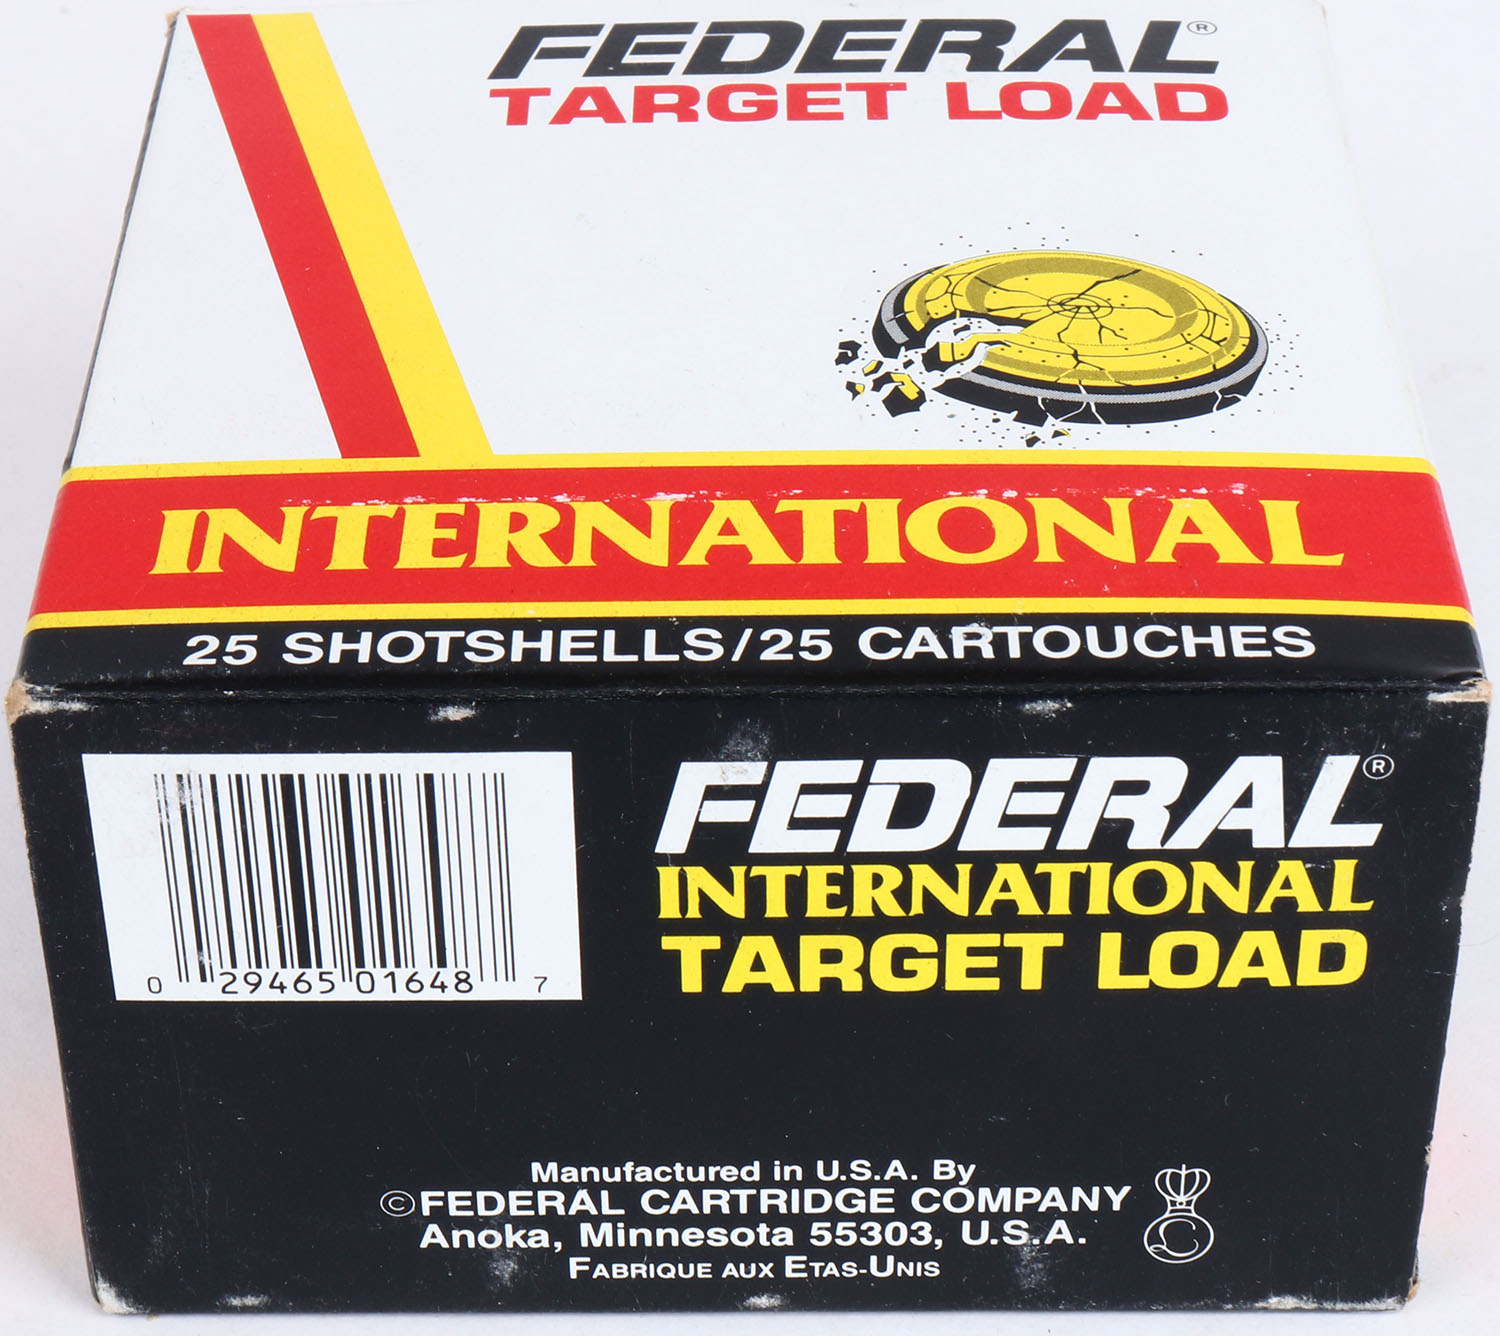 FEDERAL®
TARGET LOAD
INTERNATIONAL
25 SHOTSHELLS/25 CARTOUCHES
FEDERAL®
INTERNATIONAL
TARGET LOAD
0 29465 01648 7
Manufactured in U.S.A. By
©FEDERAL CARTRIDGE COMPANY
Anoka, Minnesota 55303, U.S.A.
FABRIQUE AUX ETAS-UNIS